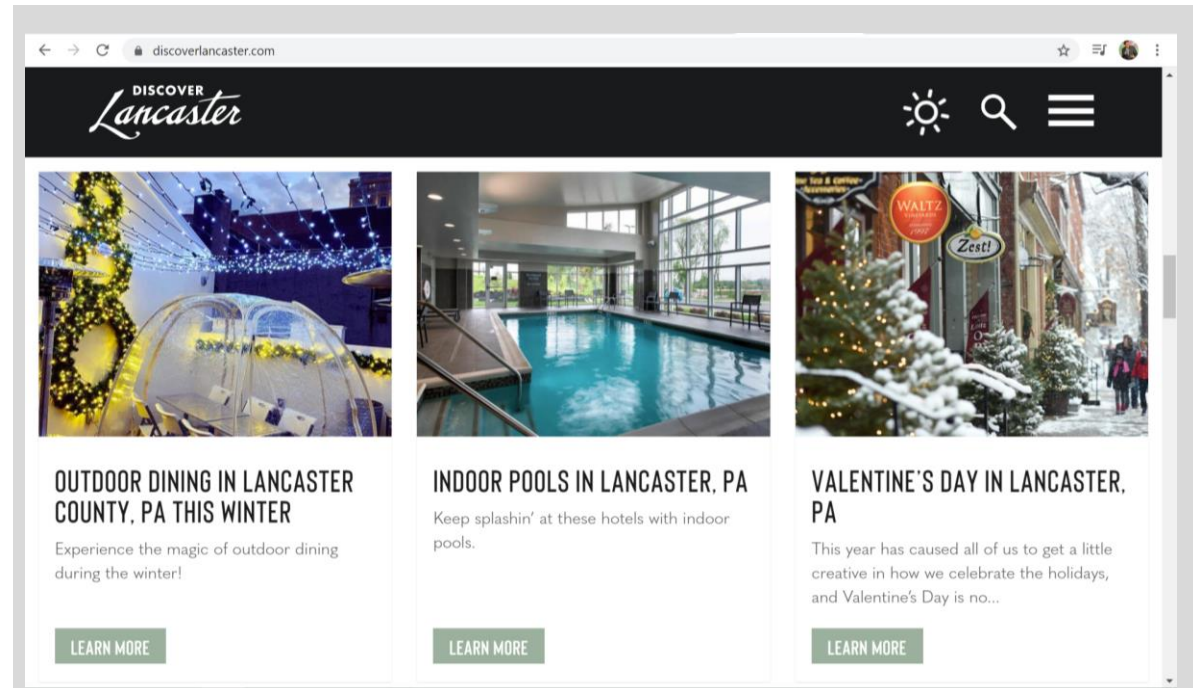 discoverlancaster.com
DISCOVER
Lancaster
WALTZ
VINEYARDS
Zest!
OUTDOOR DINING IN LANCASTER
COUNTY, PA THIS WINTER
Experience the magic of outdoor dining
during the winter!
LEARN MORE
INDOOR POOLS IN LANCASTER, PA
Keep splashin’ at these hotels with indoor
pools.
LEARN MORE
VALENTINE’S DAY IN LANCASTER,
PA
This year has caused all of us to get a little
creative in how we celebrate the holidays,
and Valentine’s Day is no...
LEARN MORE